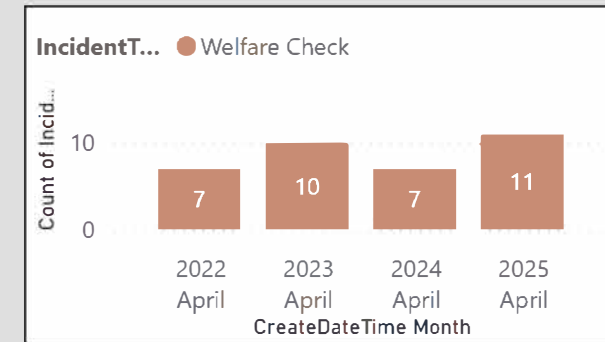 IncidentT... Welfare Check
Count of Incid...
10
0
7
10
7
11
2022 2023 2024 2025
April April April April
CreateDateTime Month